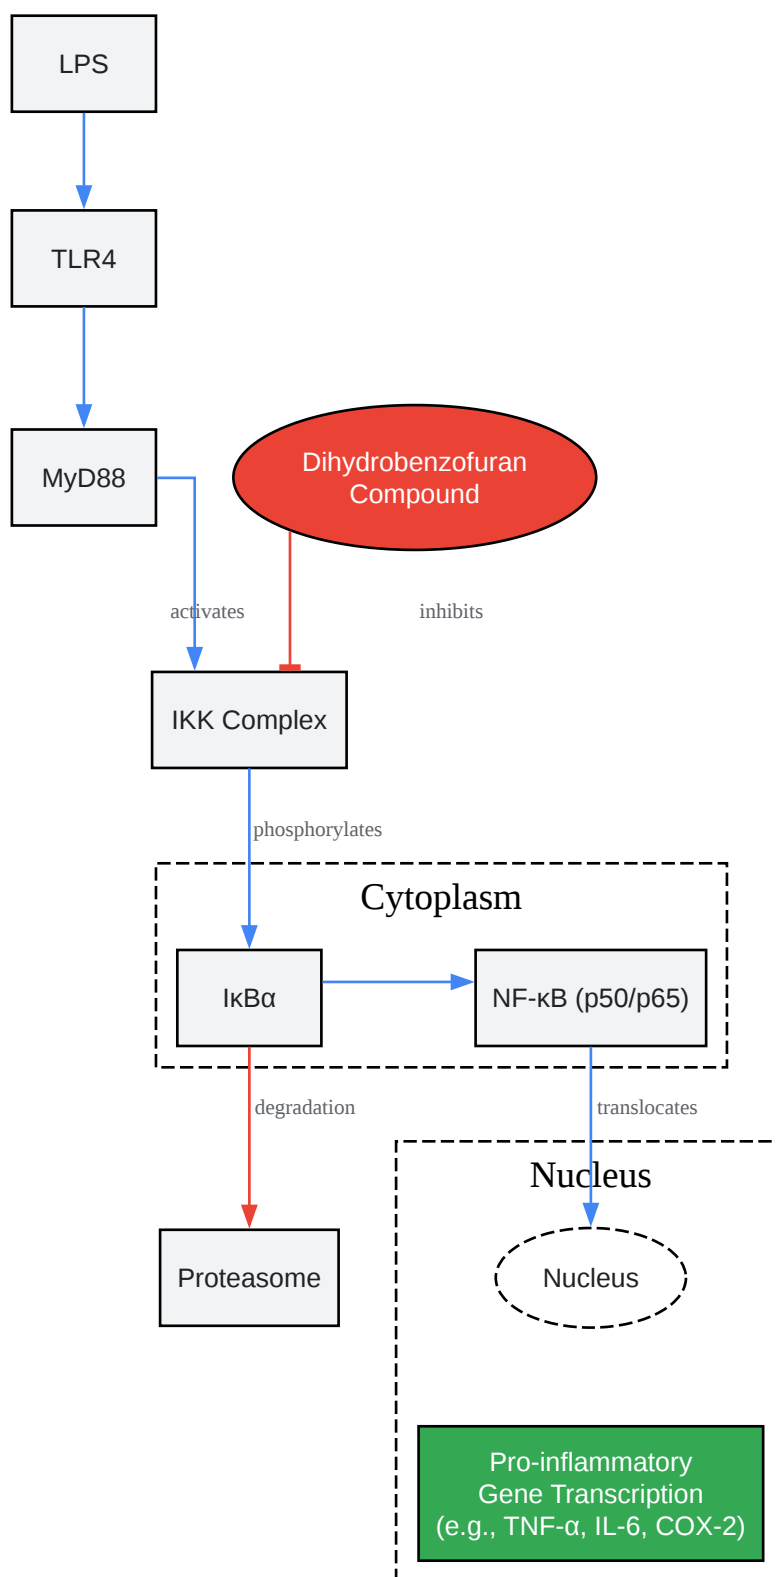 LPS
TLR4
MyD88
Dihydrobenzofuran
Compound
activates
inhibits
IKK Complex
phosphorylates
Cytoplasm
IκBα
NF-κB (p50/p65)
degradation
translocates
Nucleus
Proteasome
Nucleus
Pro-inflammatory
Gene Transcription
(e.g., TNF-α, IL-6, COX-2)